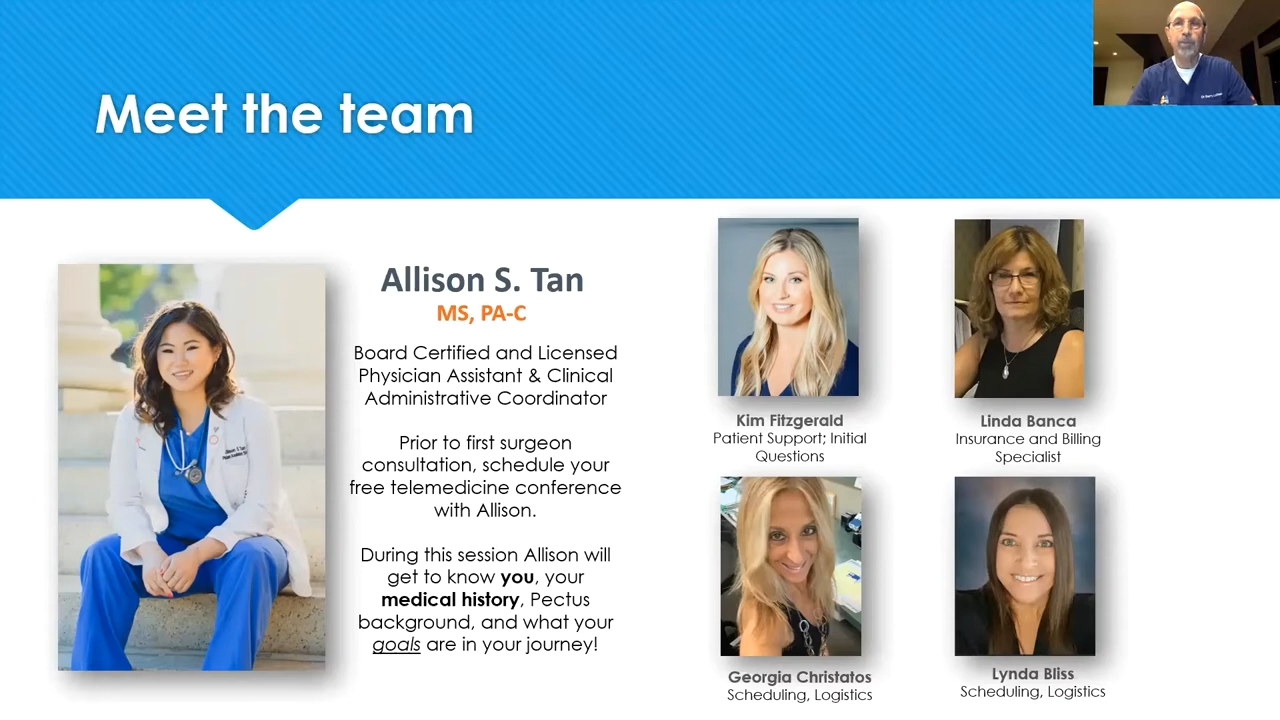 Meet the team
Allison S. Tan
MS, PA-C
Board Certified and Licensed
Physician Assistant & Clinical
Administrative Coordinator
Prior to first surgeon
consultation, schedule your
free telemedicine conference
with Allison.
During this session Allison will
get to know you, your
medical history, Pectus
background, and what your
goals are in your journey!
Kim Fitzgerald
Patient Support; Initial
Questions
Linda Banca
Insurance and Billing
Specialist
Georgia Christatos
Scheduling, Logistics
Lynda Bliss
Scheduling, Logistics